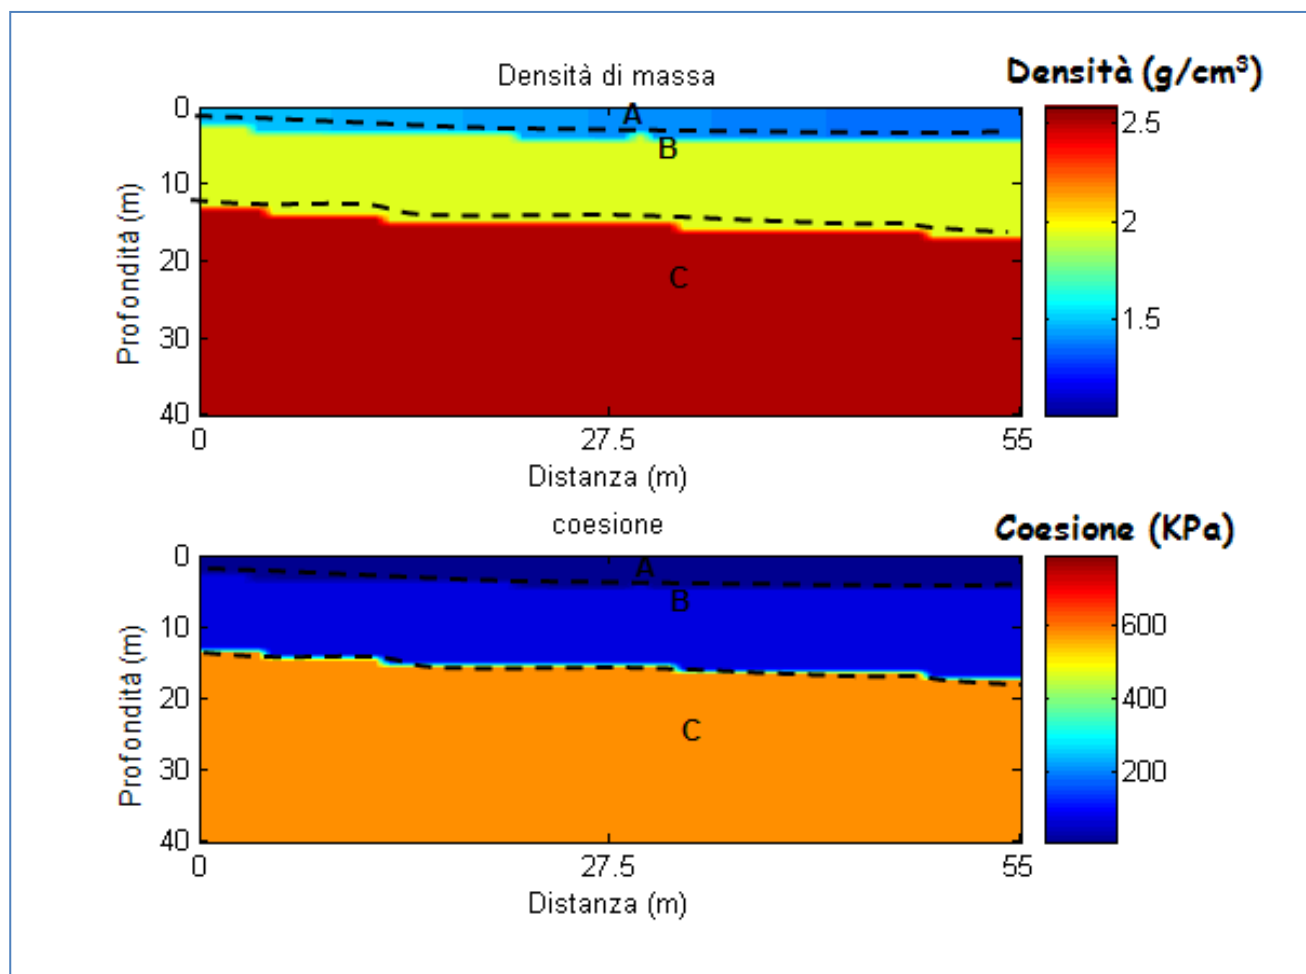 Densità di massa
Densità (g/cm³)
0
10
20
30
40
Profondità (m)
A
B
C
0
27.5
55
Distanza (m)
2.5
2
1.5
coesione
Coesione (KPa)
0
10
20
30
40
Profondità (m)
A
B
C
0
27.5
55
Distanza (m)
600
400
200